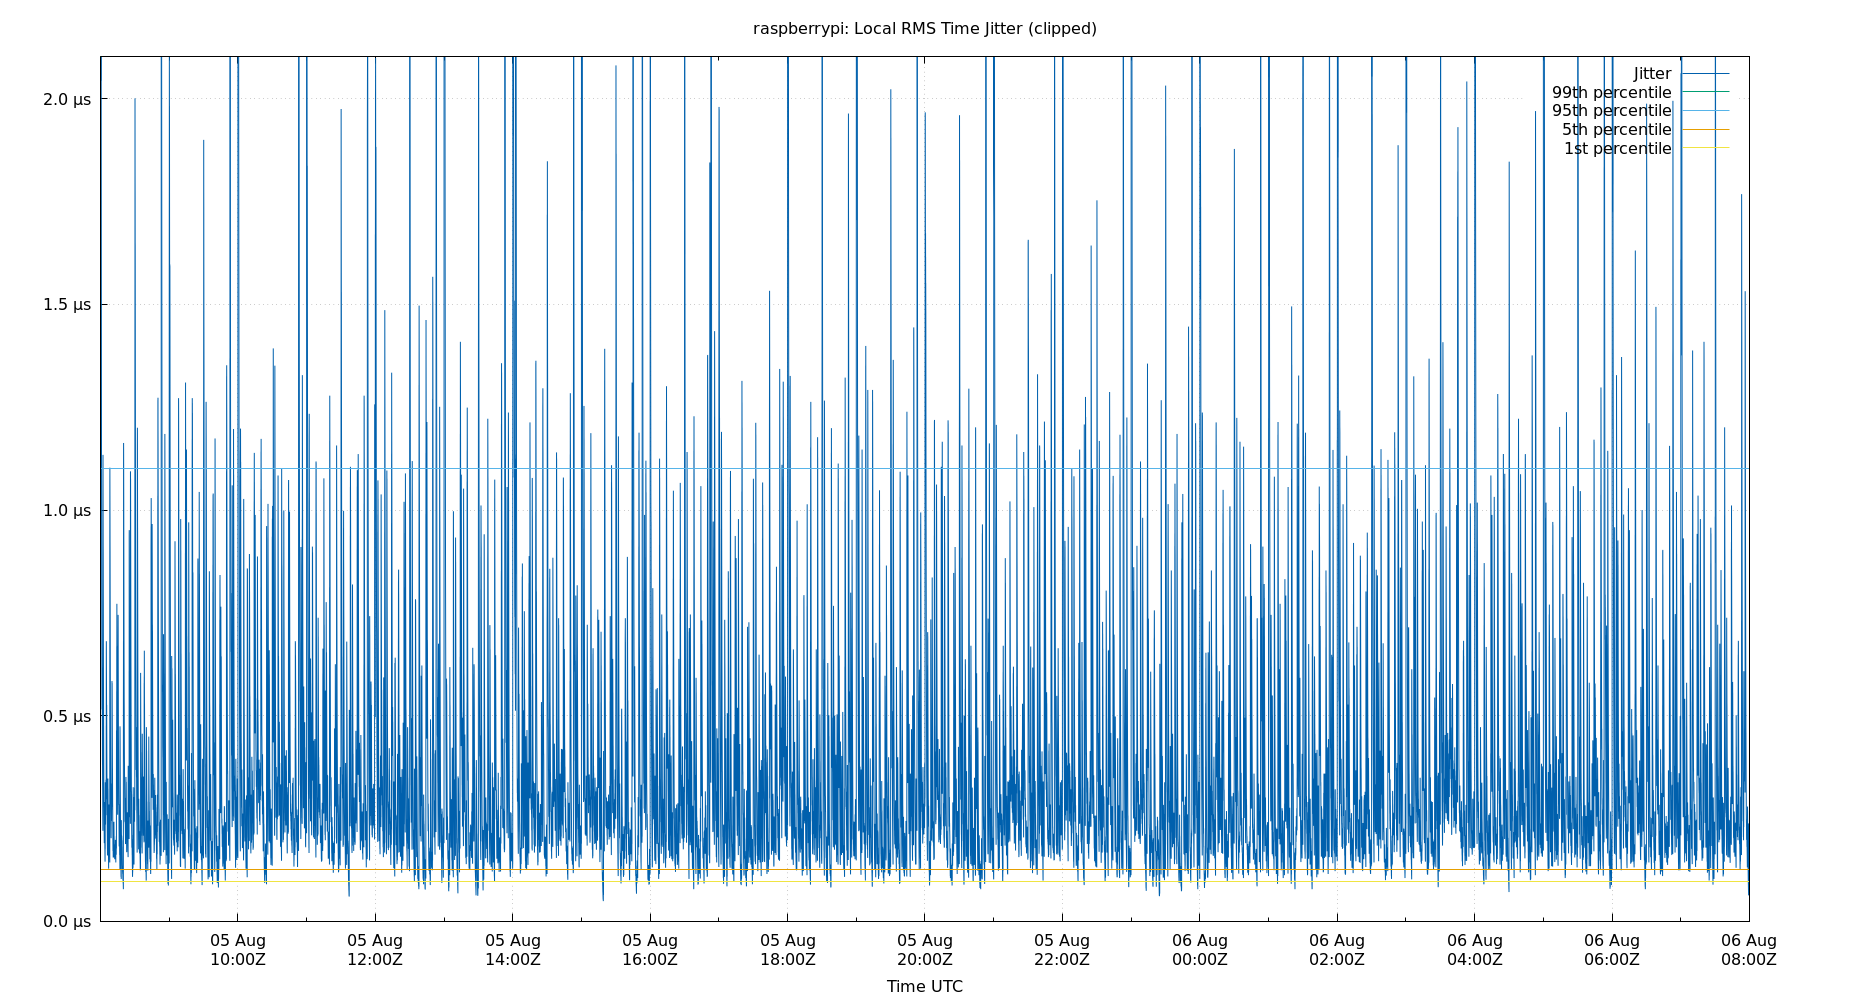 raspberrypi: Local RMS Time Jitter (clipped)
Jitter
99th percentile
95th percentile
5th percentile
1st percentile
2.0 µs
1.5 µs
1.0 µs
0.5 µs
0.0 µs
05 Aug 05 Aug 05 Aug 05 Aug 05 Aug 05 Aug 05 Aug 06 Aug 06 Aug 06 Aug 06 Aug 06 Aug
10:00Z 12:00Z 14:00Z 16:00Z 18:00Z 20:00Z 22:00Z 00:00Z 02:00Z 04:00Z 06:00Z 08:00Z
Time UTC